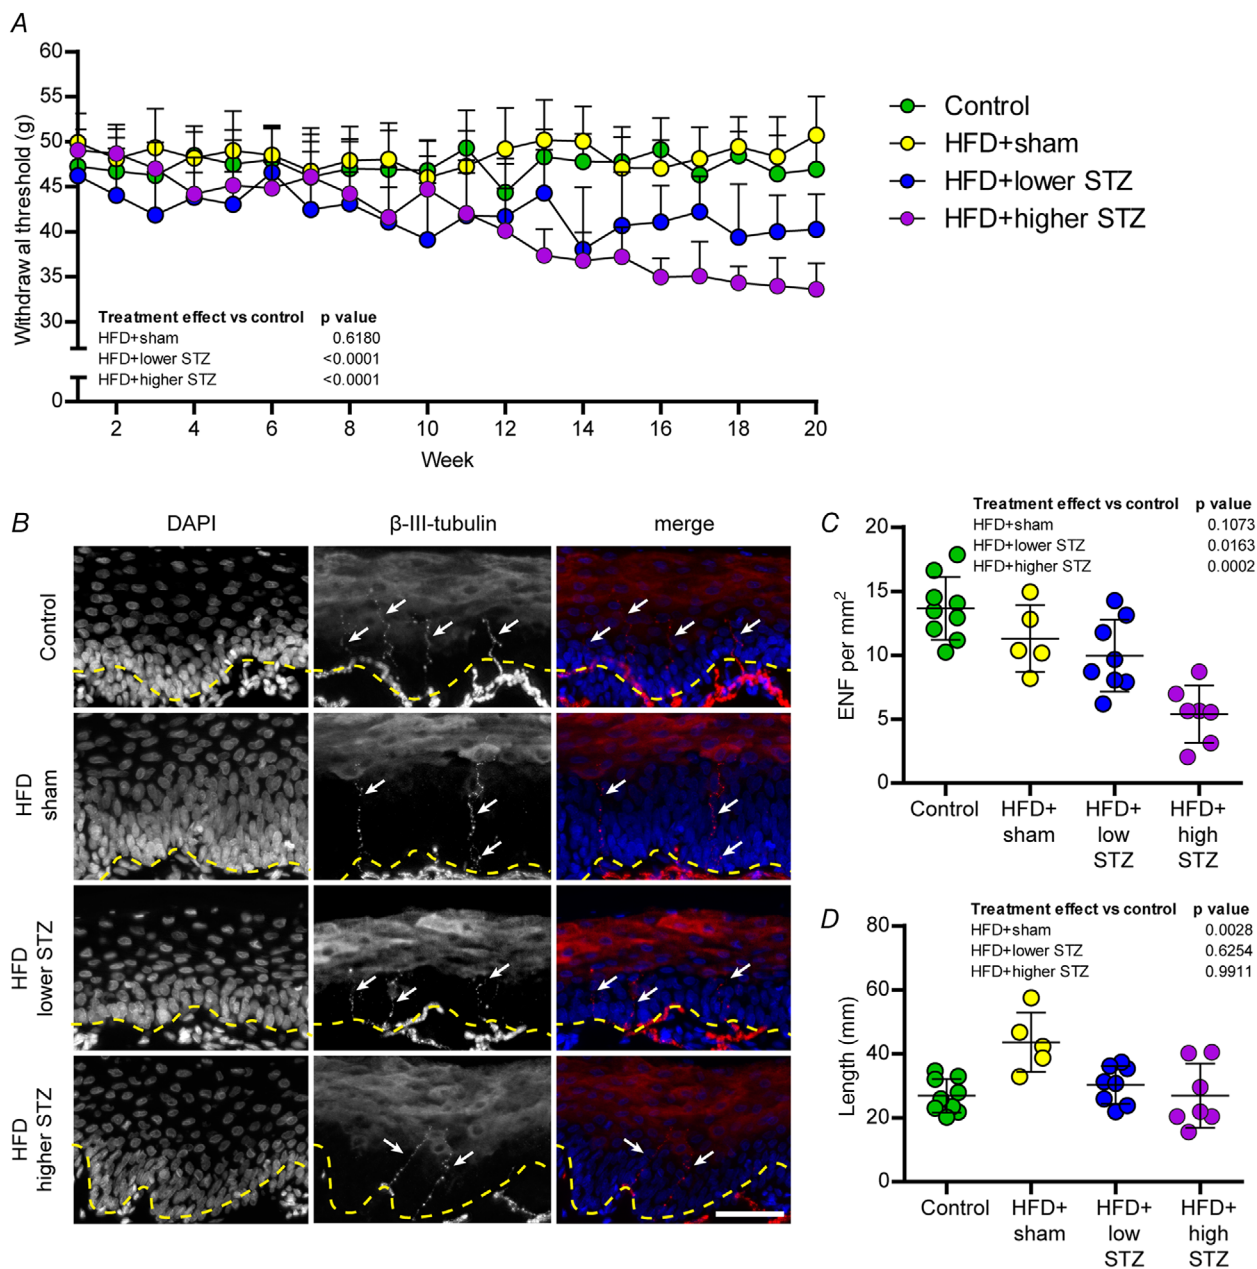 A
60
55
50
45
40
35
30
0
Withdrawal threshold (g)
Control
HFD+sham
HFD+lower STZ
HFD+higher STZ
Treatment effect vs control p value
HFD+sham 0.6180
HFD+lower STZ <0.0001
HFD+higher STZ <0.0001
2 4 6 8 10 12 14 16 18 20
Week
B
DAPI β-III-tubulin merge
Control
HFD
sham
HFD
lower STZ
HFD
higher STZ
C
Treatment effect vs control p value
HFD+sham 0.1073
HFD+lower STZ 0.0163
HFD+higher STZ 0.0002
20
15
10
5
0
ENF per mm²
Control HFD+ HFD+ HFD+
sham low high
STZ STZ
D
Treatment effect vs control p value
HFD+sham 0.0028
HFD+lower STZ 0.6254
HFD+higher STZ 0.9911
80
60
40
20
0
Length (mm)
Control HFD+ HFD+ HFD+
sham low high
STZ STZ